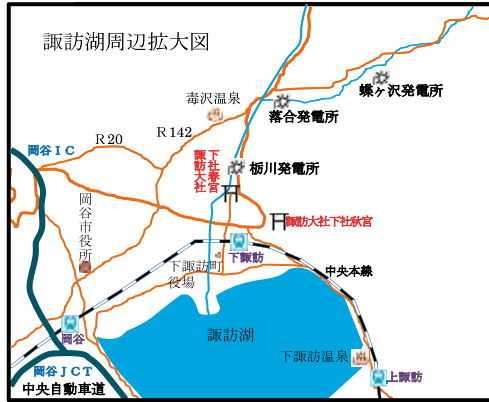 諏訪湖周辺拡大図
蝶ヶ沢発電所
毒沢温泉
落合発電所
R20
R142
岡谷IC
諏訪大社
下社春宮
栃川発電所
岡谷市役所
諏訪大社下社秋宮
下諏訪
下諏訪町
役場
中央本線
岡谷
諏訪湖
下諏訪温泉
岡谷JCT
上諏訪
中央自動車道